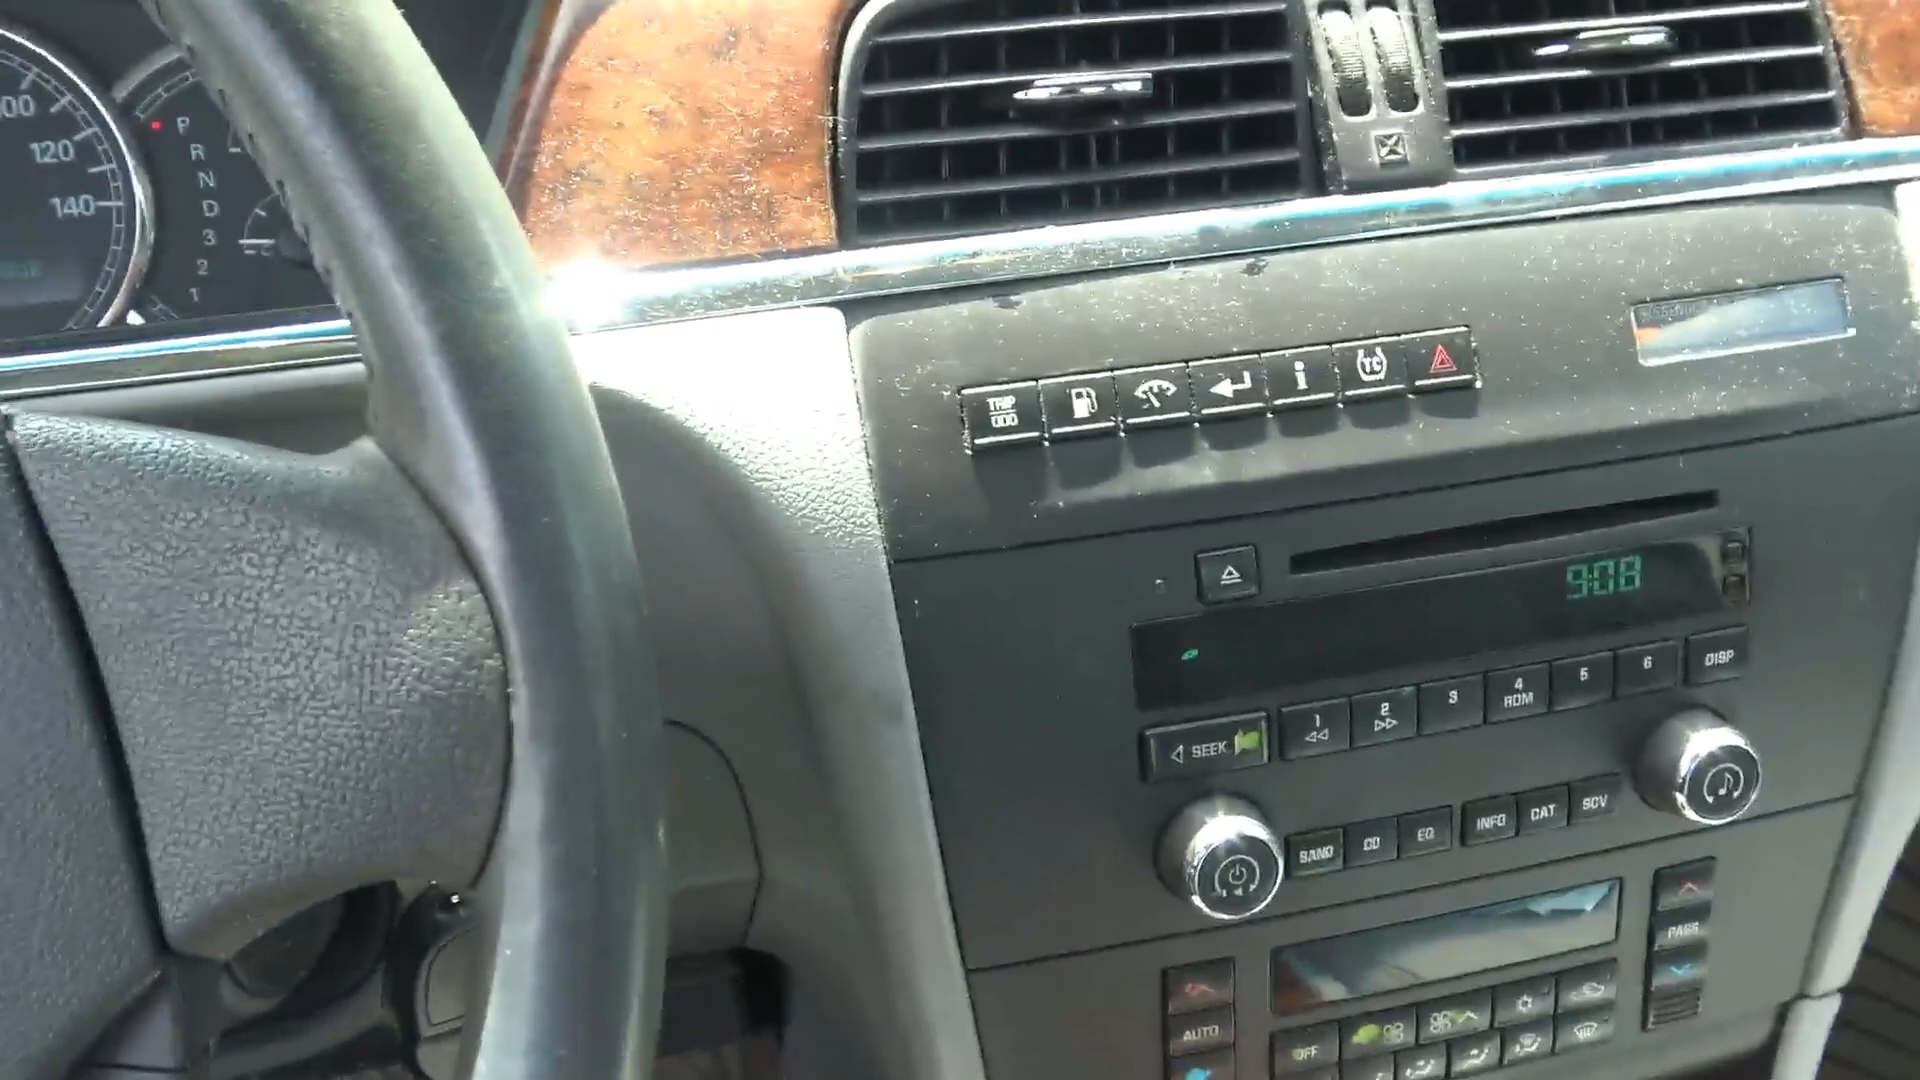 120
140
P
R
N
D
3
2
1
TRIP
ODO
i
TC
9:08
SEEK
1
2
3
4
RDM
5
6
DISP
BAND
CD
EQ
INFO
CAT
SCV
PASS
AUTO
OFF